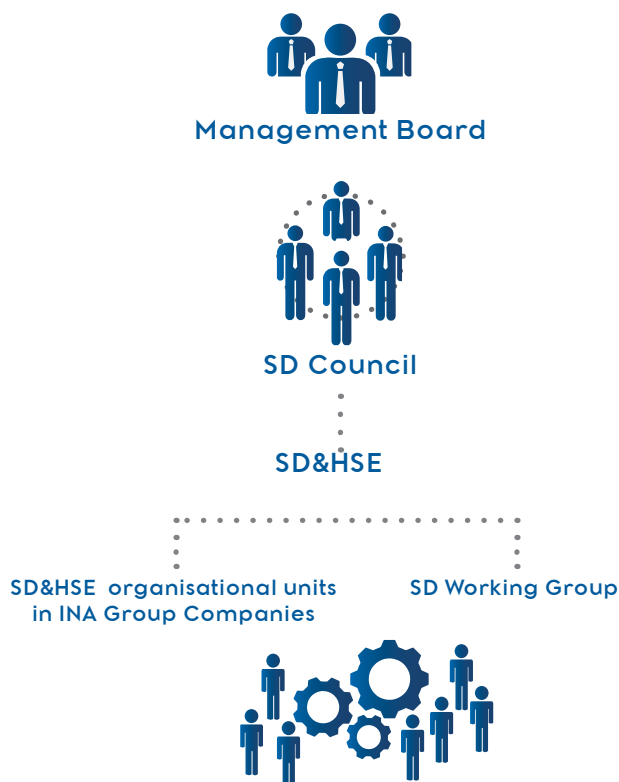 Management Board
SD Council
SD&HSE
SD&HSE organisational units
in INA Group Companies
SD Working Group